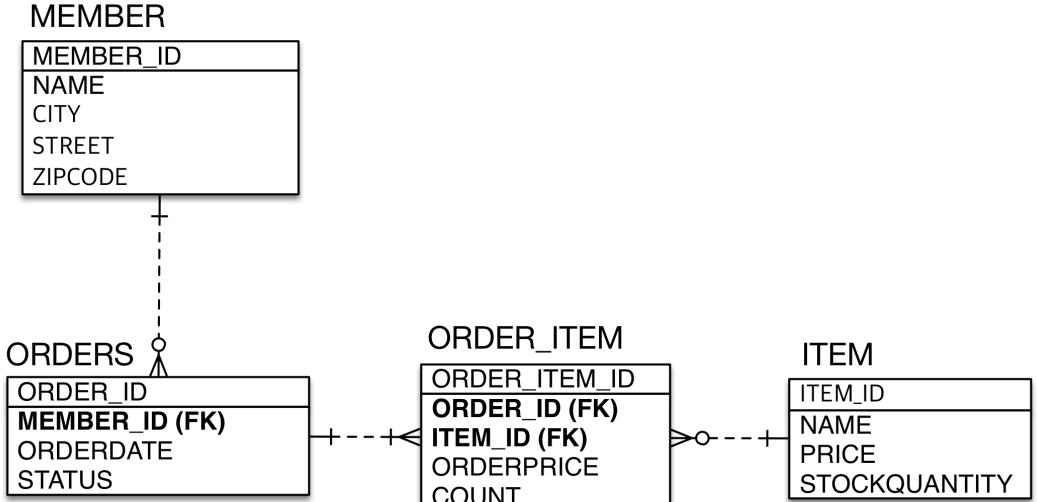 MEMBER
MEMBER_ID
NAME
CITY
STREET
ZIPCODE
ORDERS
ORDER_ID
MEMBER_ID (FK)
ORDERDATE
STATUS
ORDER_ITEM
ORDER_ITEM_ID
ORDER_ID (FK)
ITEM_ID (FK)
ORDERPRICE
COUNT
ITEM
ITEM_ID
NAME
PRICE
STOCKQUANTITY